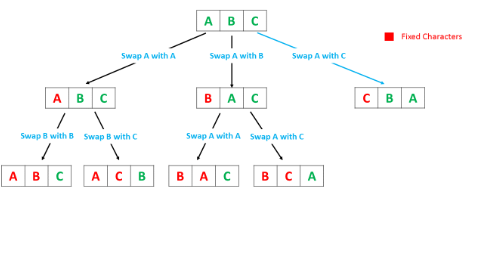 A B C
Fixed Characters
Swap A with A Swap A with B Swap A with C
A B C B A C C B A
Swap B with B Swap B with C Swap A with A Swap A with C
A B C A C B B A C B C A